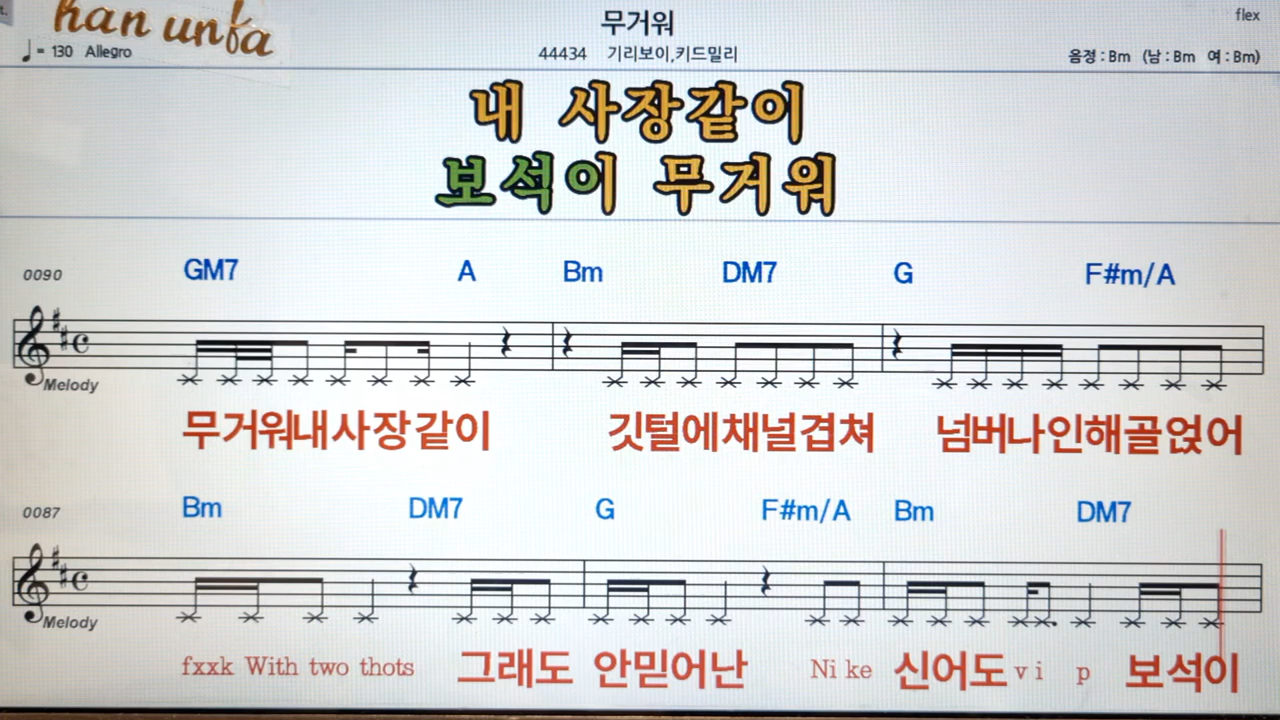 han unfa
flex
무거워
♩ = 130 Allegro
44434 기리보이,키드밀리
음정 : Bm (남 : Bm 여 : Bm)
내 사장같이
보석이 무거워
0090
GM7 A Bm DM7 G F#m/A
Melody
무거워내사장같이 깃털에채널겹쳐 넘버나인해골얹어
0087
Bm DM7 G F#m/A Bm DM7
Melody
fxxk With two thots 그래도 안믿어난 Ni ke 신어도 v i p 보석이